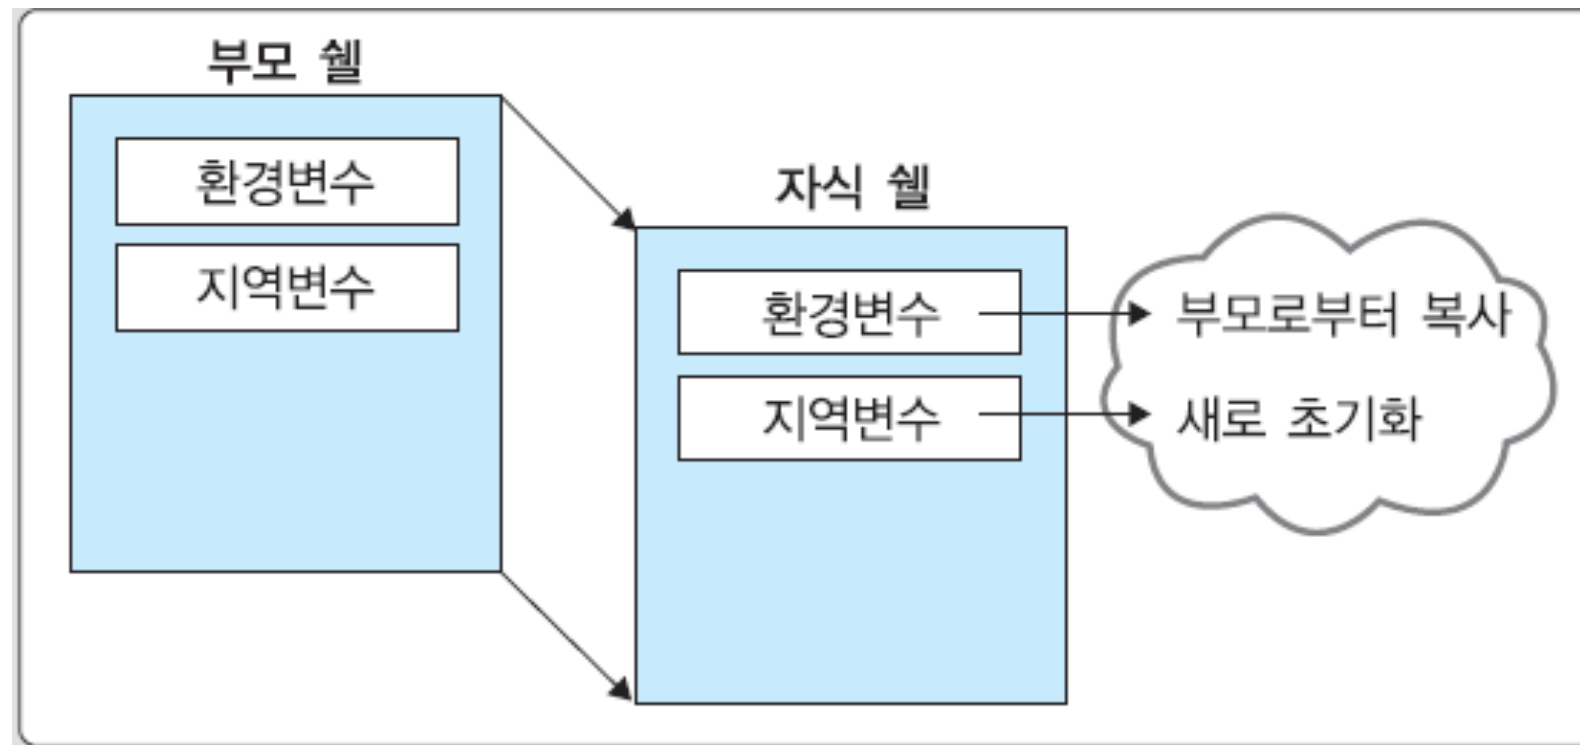 부모 쉘
환경변수
지역변수
자식 쉘
환경변수
지역변수
부모로부터 복사
새로 초기화